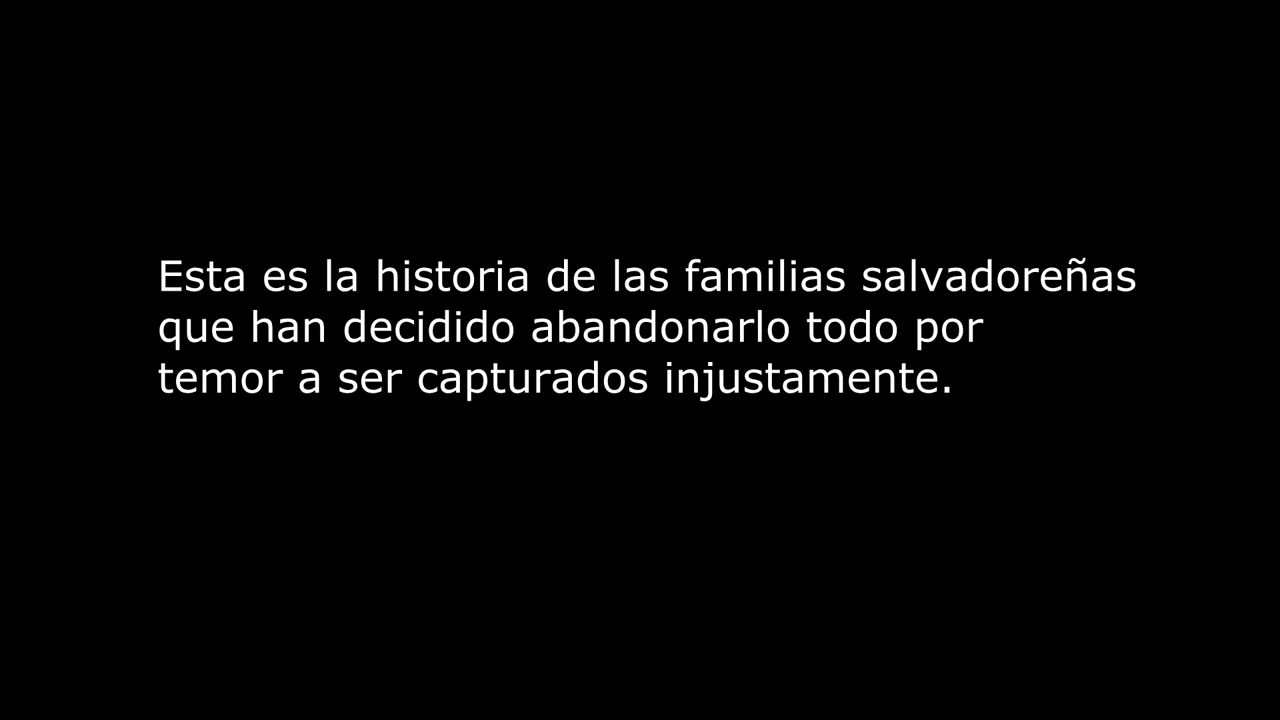 Esta es la historia de las familias salvadoreñas
que han decidido abandonarlo todo por
temor a ser capturados injustamente.